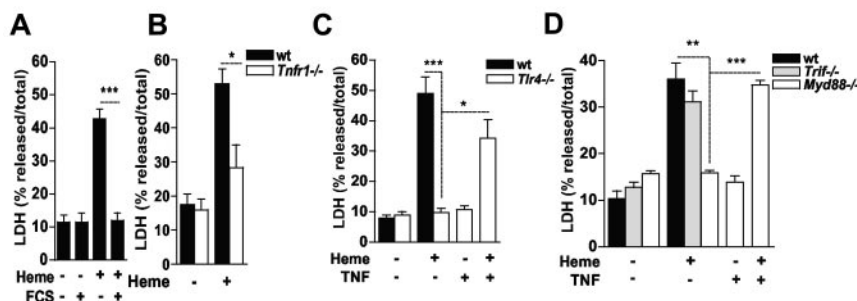 A
LDH (% released/total)
60
50
40
30
20
10
0
***
Heme - - + +
FCS - + - +
B
wt
Tnfr1-/-
LDH (% released/total)
60
50
40
30
20
10
0
*
Heme - +
C
wt
Tlr4-/-
LDH (% released/total)
60
50
40
30
20
10
0
***
*
Heme - + - +
TNF - - + +
D
wt
Trif-/-
Myd88-/-
LDH (% released/total)
40
30
20
10
0
**
***
Heme - + - +
TNF - + +